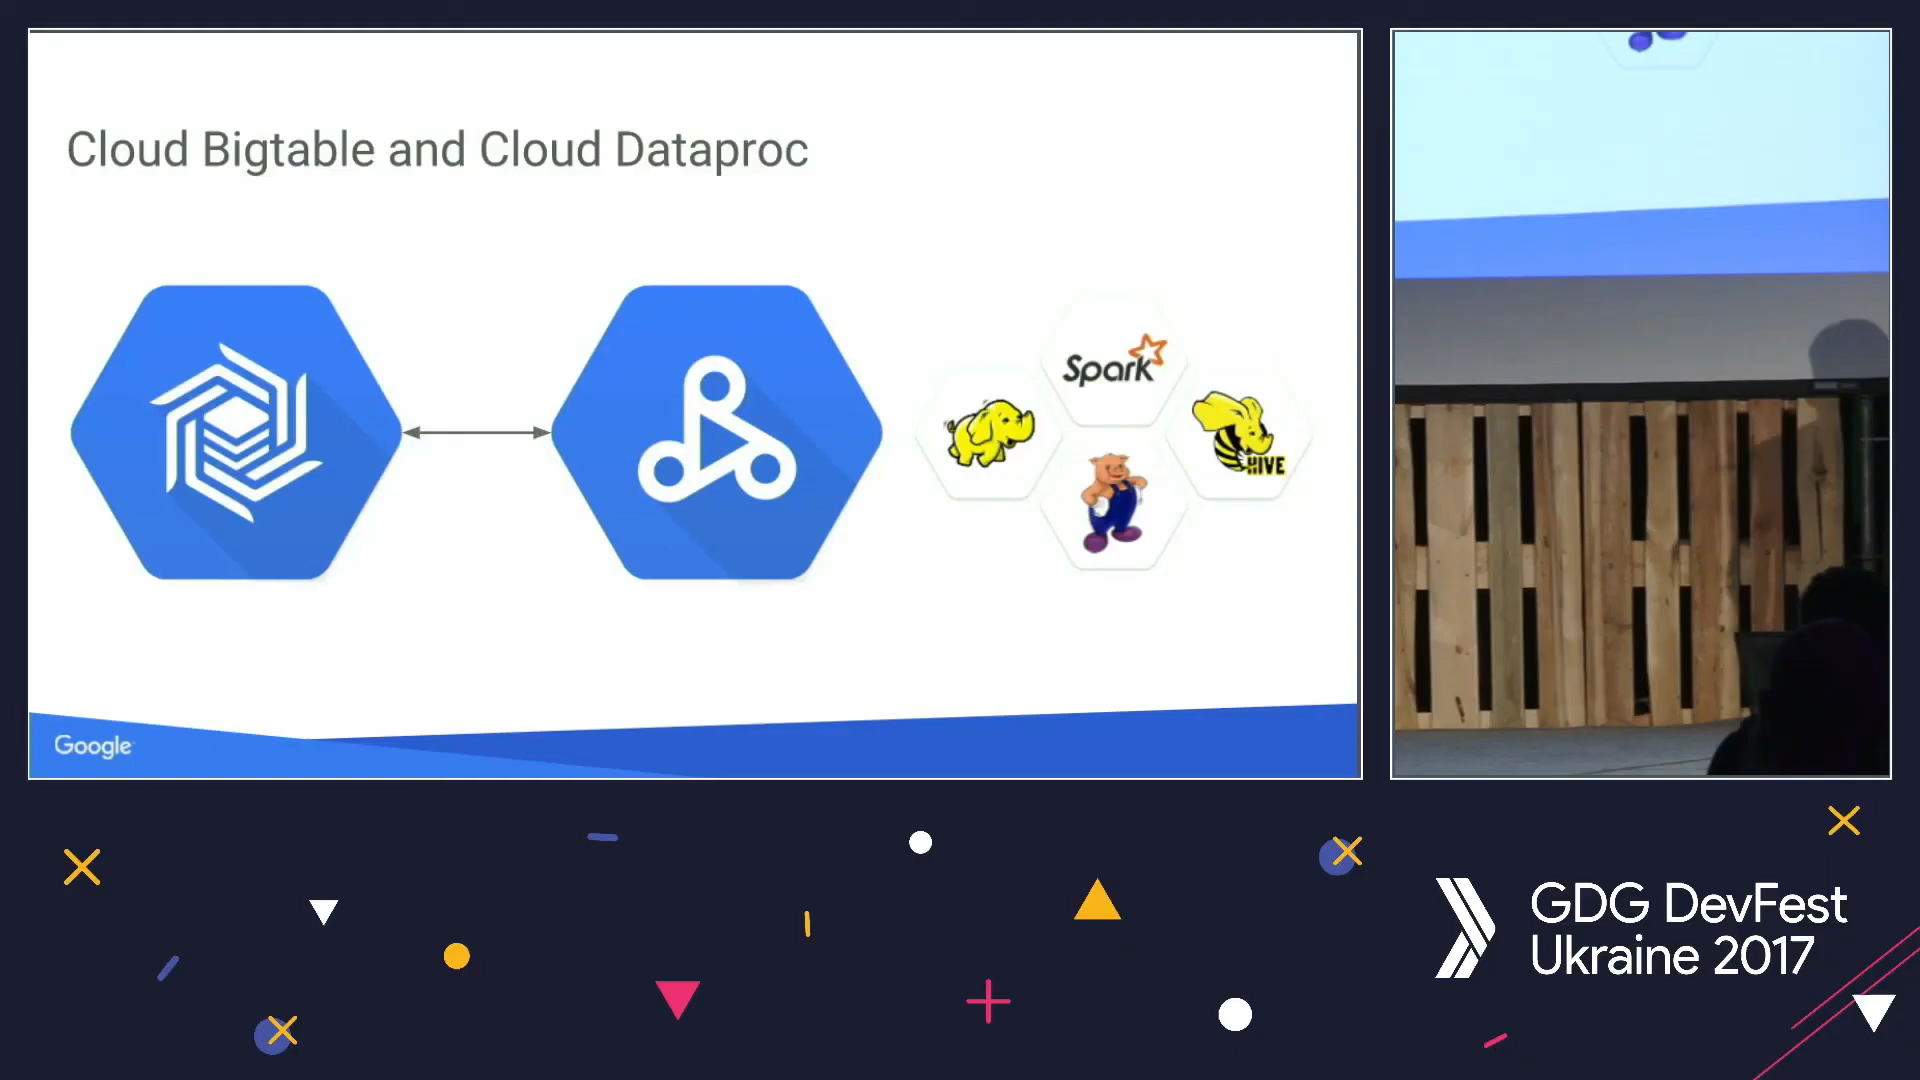 Cloud Bigtable and Cloud Dataproc
Spark
HIVE
Google
GDG DevFest
Ukraine 2017